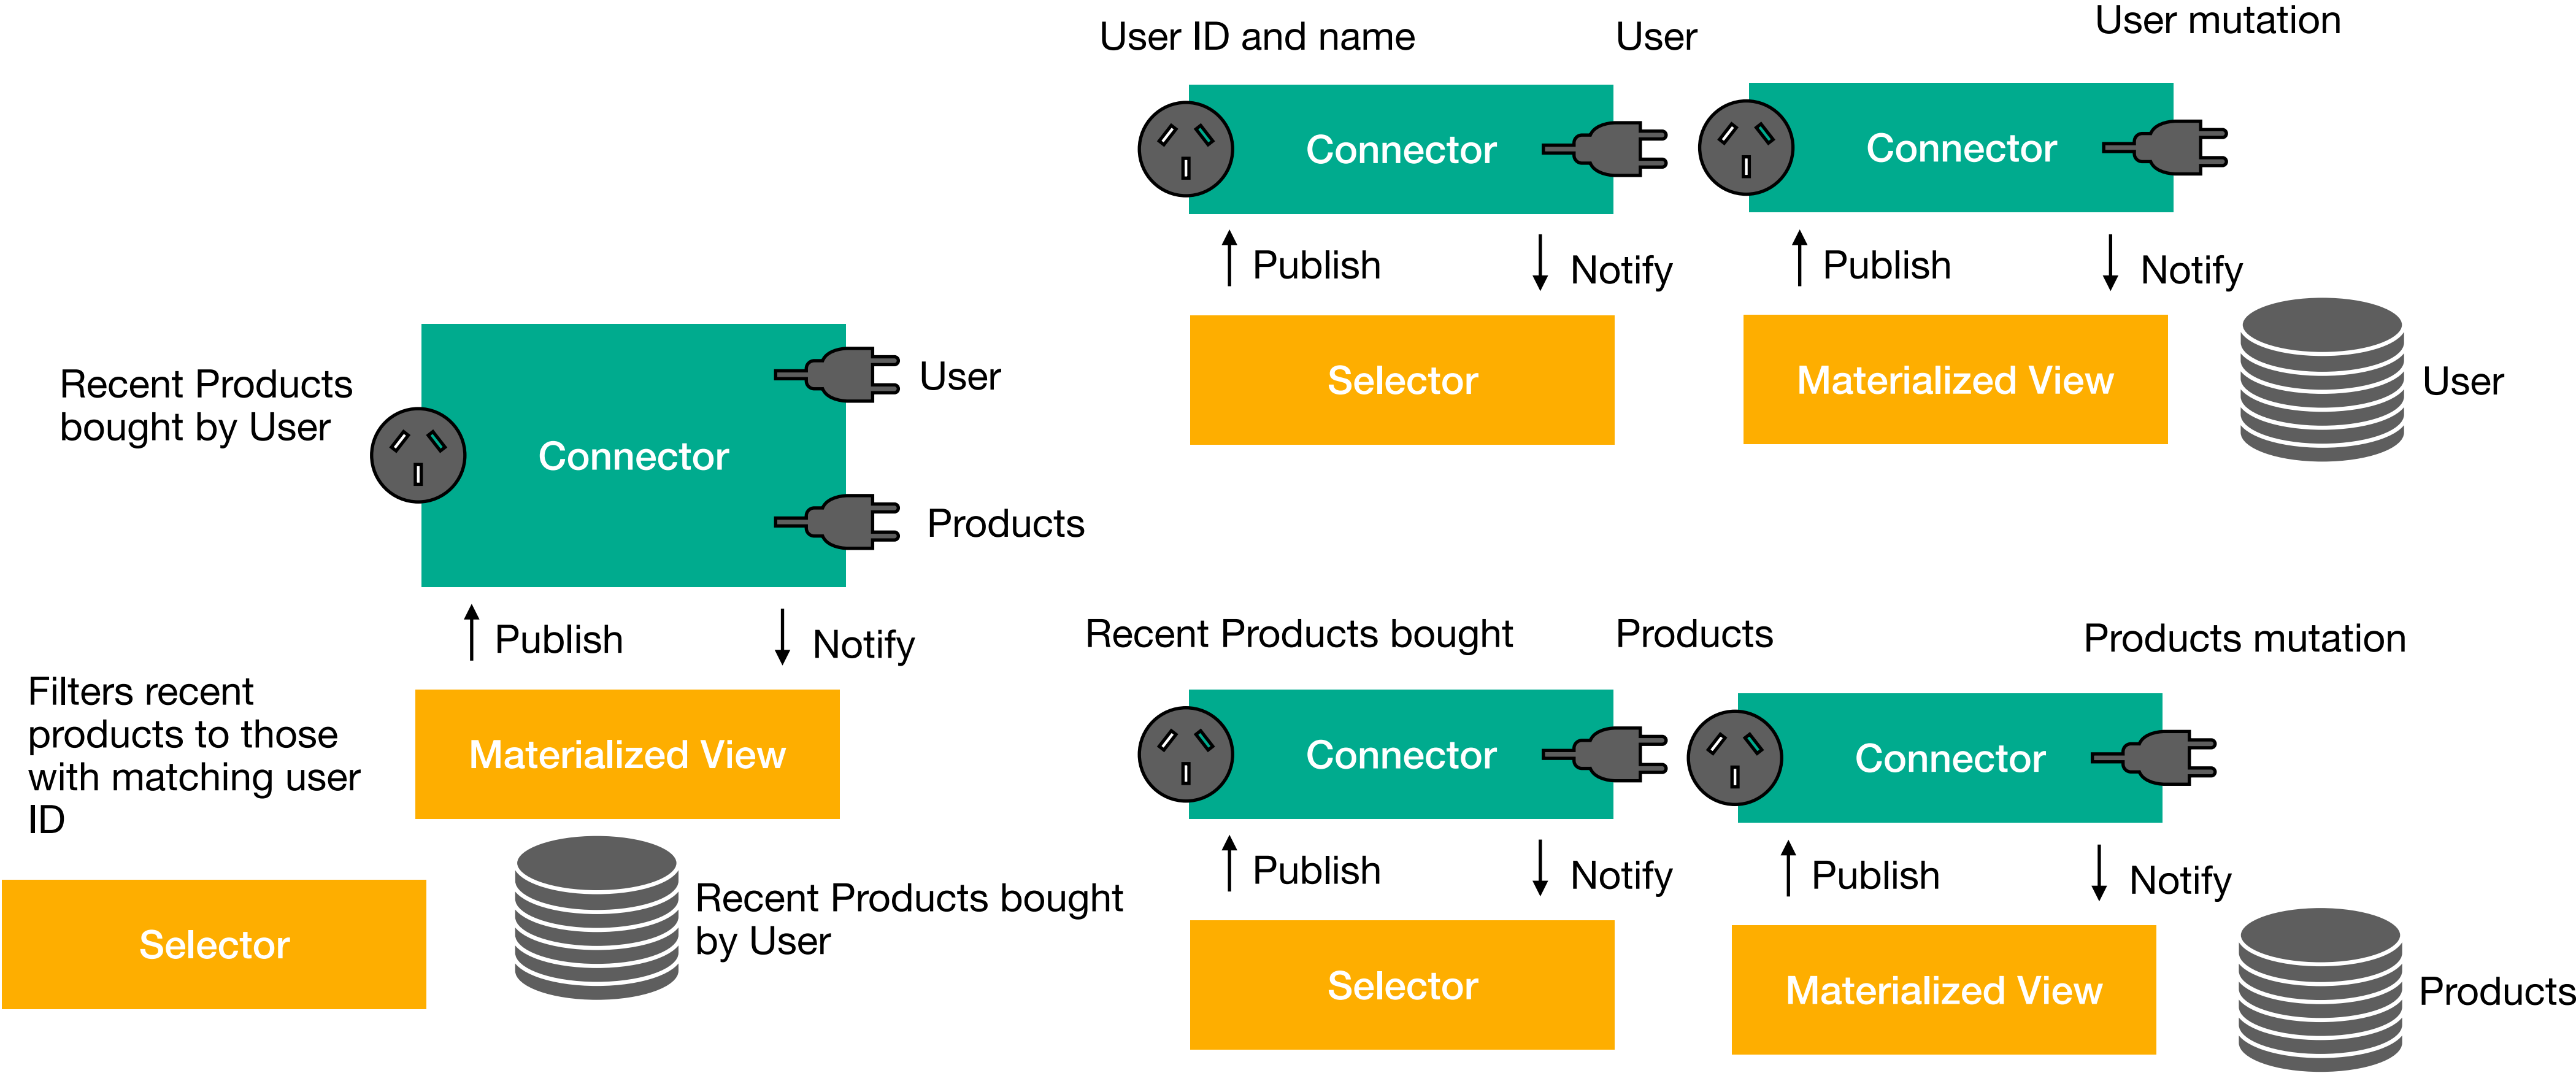 User ID and name
User
User mutation
Connector
Connector
Publish
Notify
Publish
Notify
Selector
Materialized View
User
Recent Products
bought by User
Connector
User
Products
Publish
Notify
Filters recent
products to those
with matching user
ID
Materialized View
Selector
Recent Products bought
by User
Recent Products bought
Products
Products mutation
Connector
Connector
Publish
Notify
Publish
Notify
Selector
Materialized View
Products